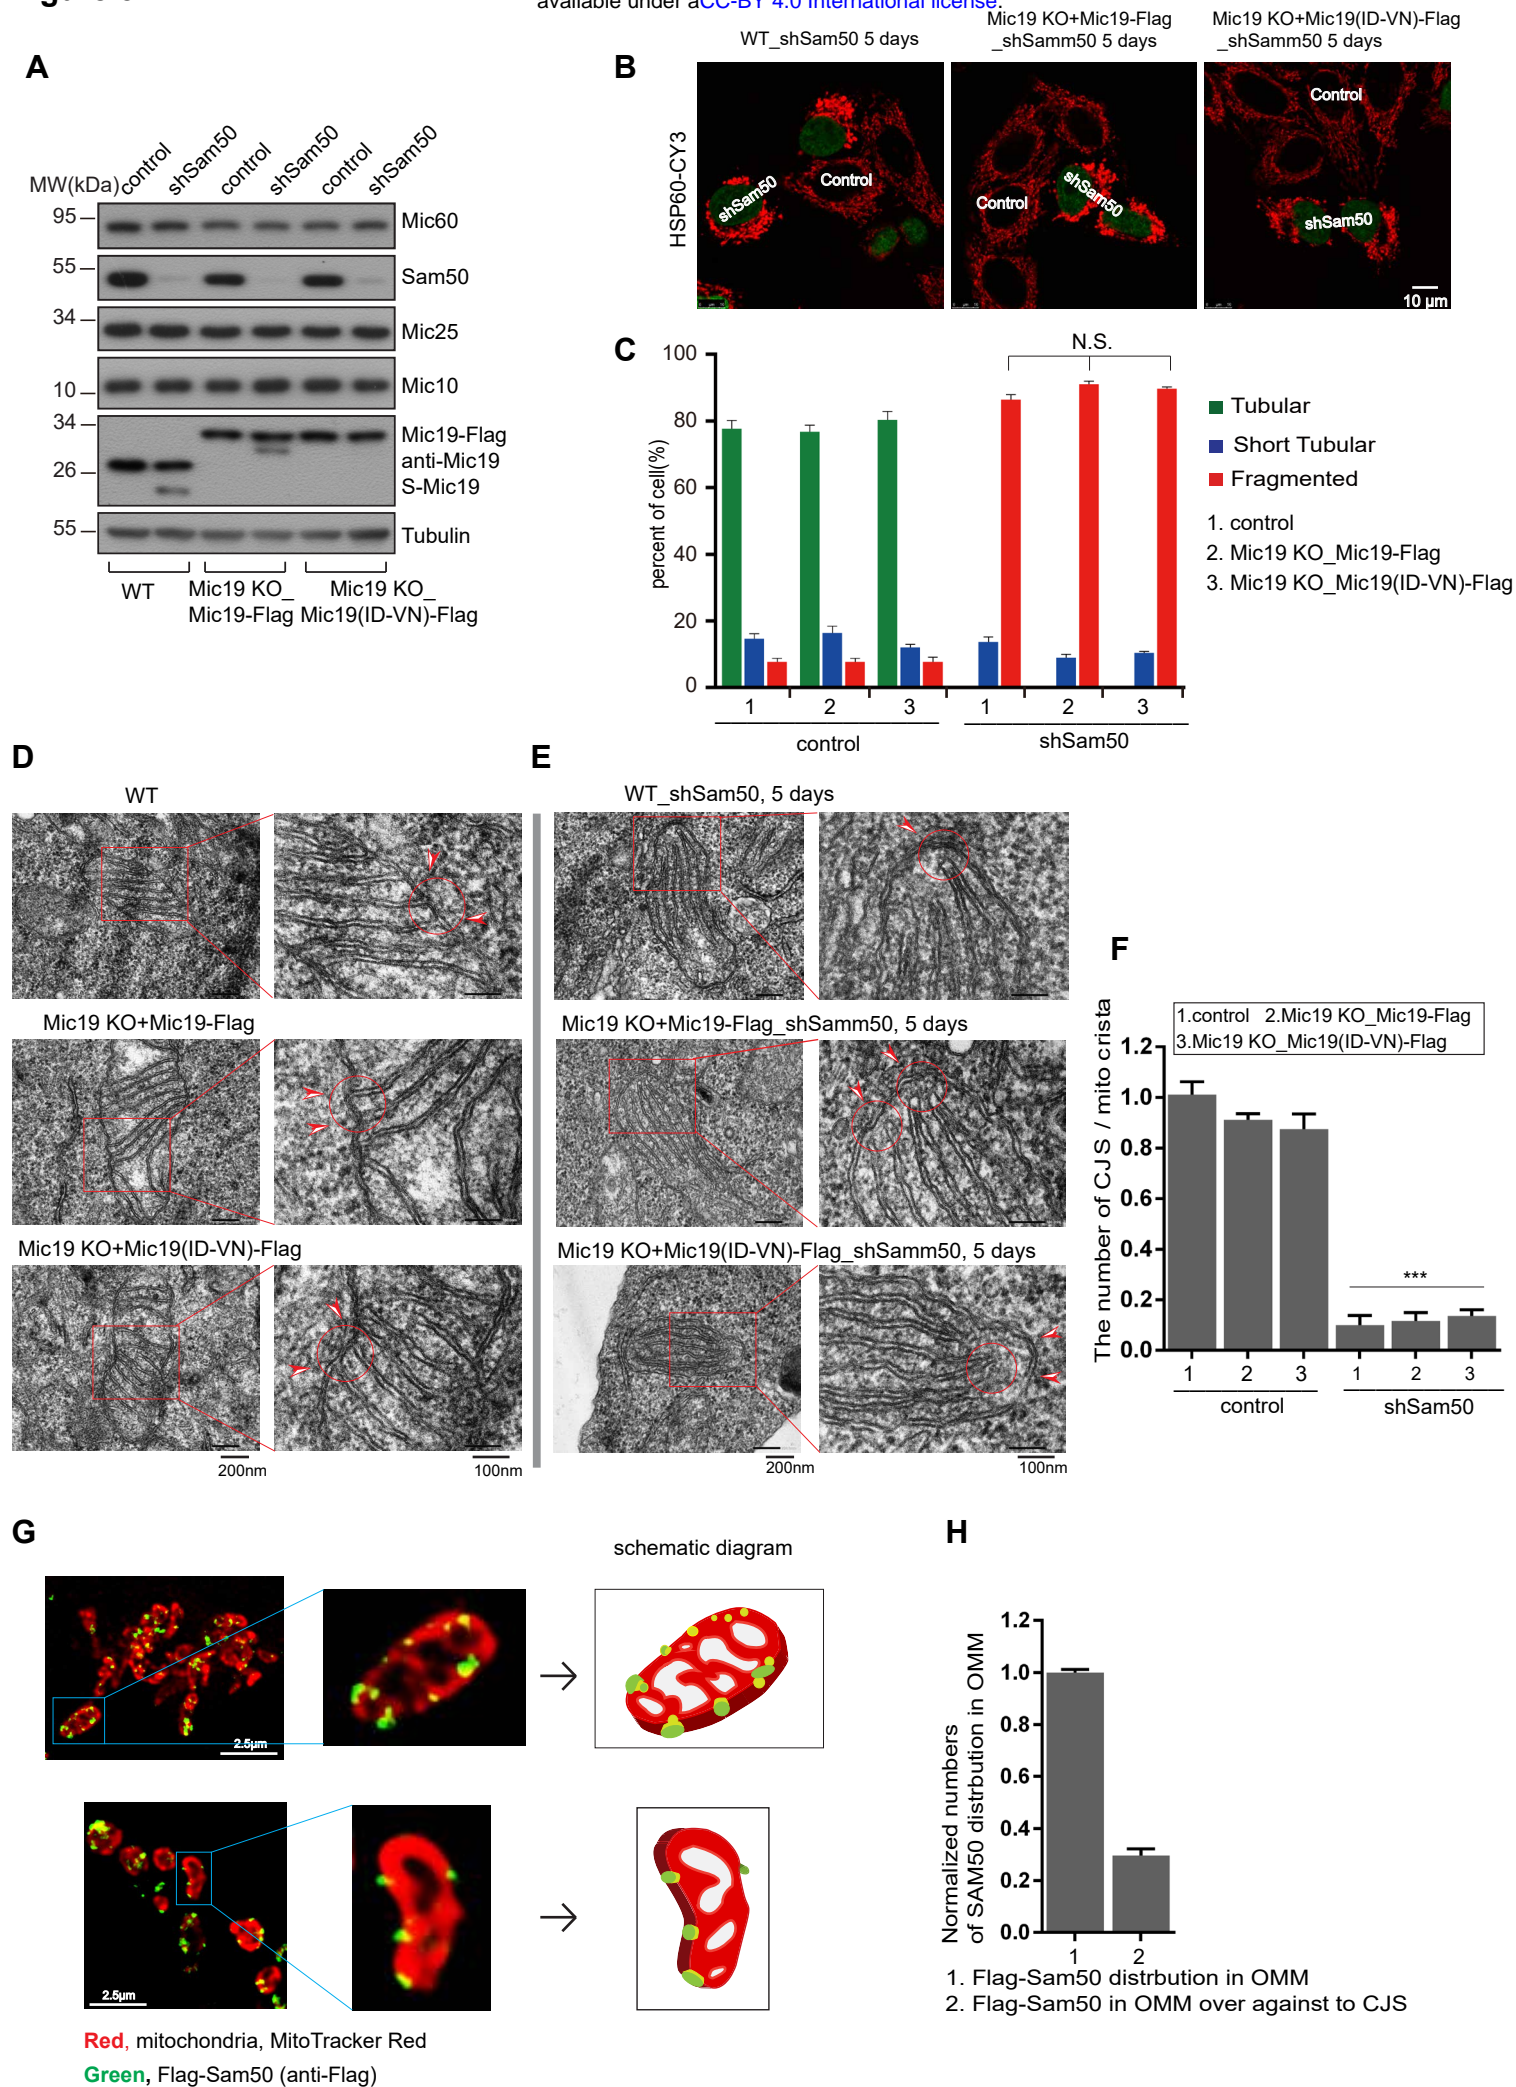 available under aCC-BY 4.0 International license.
A
control
shSam50
control
shSam50
control
shSam50
MW(kDa)
95
Mic60
55
Sam50
34
Mic25
10
Mic10
34
Mic19-Flag
anti-Mic19
26
S-Mic19
55
Tubulin
WT
Mic19 KO_
Mic19-Flag
Mic19 KO_
Mic19(ID-VN)-Flag
B
WT_shSam50 5 days
Mic19 KO+Mic19-Flag
_shSamm50 5 days
Mic19 KO+Mic19(ID-VN)-Flag
_shSamm50 5 days
HSP60-CY3
shSam50
Control
Control
shSam50
Control
shSam50
10 µm
C
percent of cell(%)
100
80
60
40
20
0
N.S.
1
2
3
1
2
3
control
shSam50
Tubular
Short Tubular
Fragmented
1. control
2. Mic19 KO_Mic19-Flag
3. Mic19 KO_Mic19(ID-VN)-Flag
D
WT
Mic19 KO+Mic19-Flag
Mic19 KO+Mic19(ID-VN)-Flag
200nm
100nm
E
WT_shSam50, 5 days
Mic19 KO+Mic19-Flag_shSamm50, 5 days
Mic19 KO+Mic19(ID-VN)-Flag_shSamm50, 5 days
200nm
100nm
F
1.control 2.Mic19 KO_Mic19-Flag
3.Mic19 KO_Mic19(ID-VN)-Flag
The number of CJS / mito crista
1.2
1.0
0.8
0.6
0.4
0.2
0.0
***
1
2
3
1
2
3
control
shSam50
G
schematic diagram
2.5µm
2.5µm
Red, mitochondria, MitoTracker Red
Green, Flag-Sam50 (anti-Flag)
H
Normalized numbers
of SAM50 distrbution in OMM
1.2
1.0
0.8
0.6
0.4
0.2
0.0
1
2
1. Flag-Sam50 distrbution in OMM
2. Flag-Sam50 in OMM over against to CJS